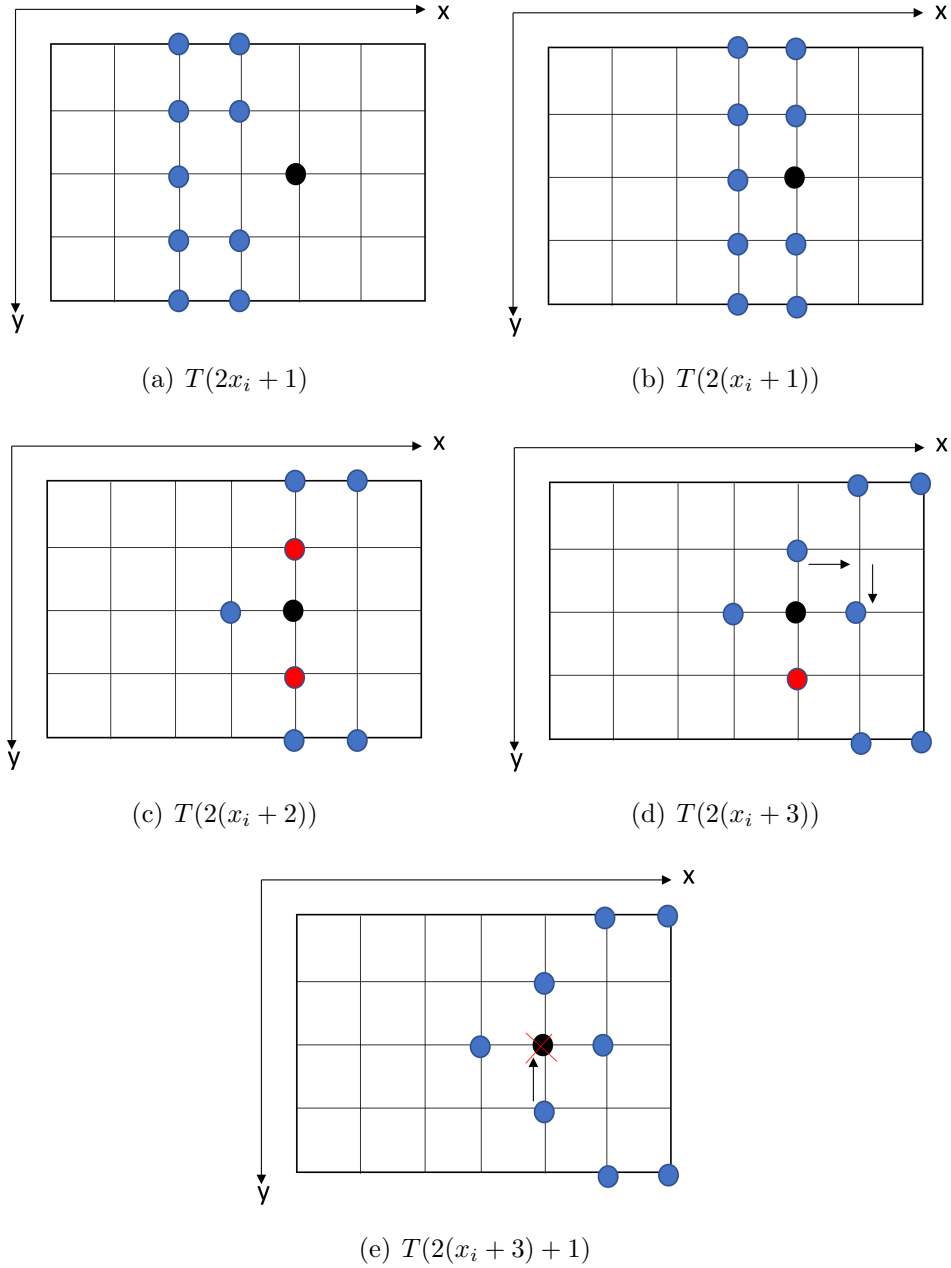 x
y
(a) T(2x_i + 1)
x
y
(b) T(2(x_i + 1))
x
y
(c) T(2(x_i + 2))
x
y
(d) T(2(x_i + 3))
x
y
(e) T(2(x_i + 3) + 1)